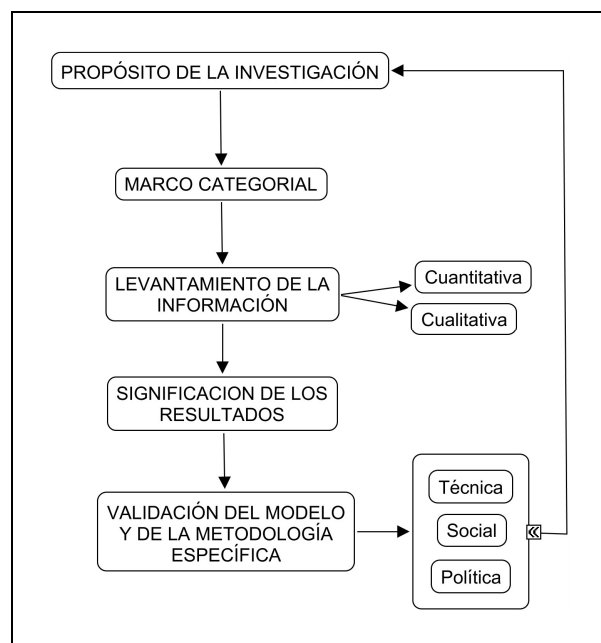 PROPÓSITO DE LA INVESTIGACIÓN
MARCO CATEGORIAL
LEVANTAMIENTO DE LA
INFORMACIÓN
Cuantitativa
Cualitativa
SIGNIFICACION DE LOS
RESULTADOS
VALIDACIÓN DEL MODELO
Y DE LA METODOLOGÍA
ESPECÍFICA
Técnica
Social
Política